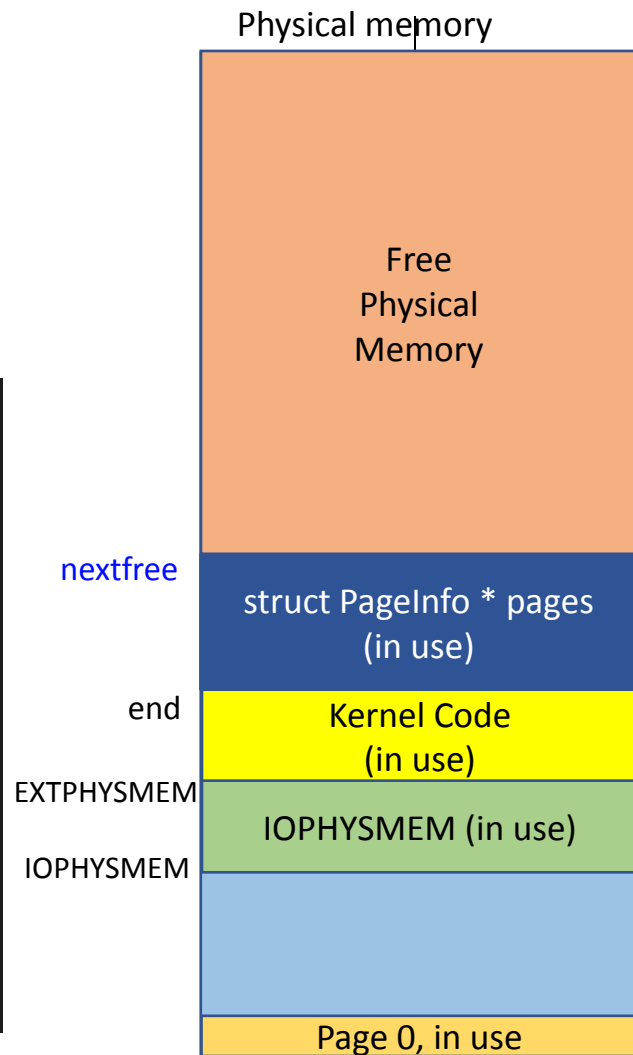 Physical memory
Free
Physical
Memory
nextfree
struct PageInfo * pages
(in use)
end
Kernel Code
(in use)
EXTPHYSMEM
IOPHYSMEM (in use)
IOPHYSMEM
Page 0, in use